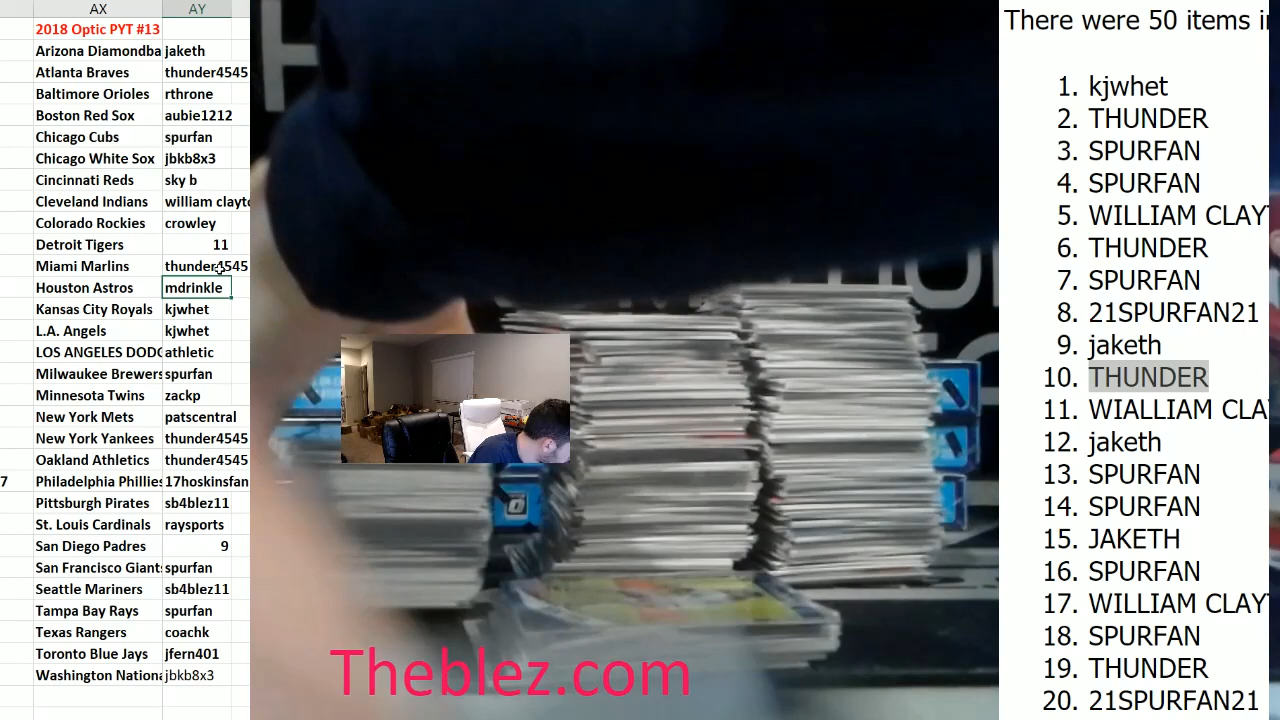 AX AY
2018 Optic PYT #13
Arizona Diamondba jaketh
Atlanta Braves thunder4545
Baltimore Orioles rthrone
Boston Red Sox aubie1212
Chicago Cubs spurfan
Chicago White Sox jbkb8x3
Cincinnati Reds sky b
Cleveland Indians william clayto
Colorado Rockies crowley
Detroit Tigers 11
Miami Marlins thunder4545
Houston Astros mdrinkle
Kansas City Royals kjwhet
L.A. Angels kjwhet
LOS ANGELES DODG athletic
Milwaukee Brewers spurfan
Minnesota Twins zackp
New York Mets patscentral
New York Yankees thunder4545
Oakland Athletics thunder4545
7 Philadelphia Phillies 17hoskinsfan
Pittsburgh Pirates sb4blez11
St. Louis Cardinals raysports
San Diego Padres 9
San Francisco Giants spurfan
Seattle Mariners sb4blez11
Tampa Bay Rays spurfan
Texas Rangers coachk
Toronto Blue Jays jfern401
Washington Nationa jbkb8x3
Theblez.com
There were 50 items i
1. kjwhet
2. THUNDER
3. SPURFAN
4. SPURFAN
5. WILLIAM CLAY
6. THUNDER
7. SPURFAN
8. 21SPURFAN21
9. jaketh
10. THUNDER
11. WIALLIAM CLA
12. jaketh
13. SPURFAN
14. SPURFAN
15. JAKETH
16. SPURFAN
17. WILLIAM CLAY
18. SPURFAN
19. THUNDER
20. 21SPURFAN21